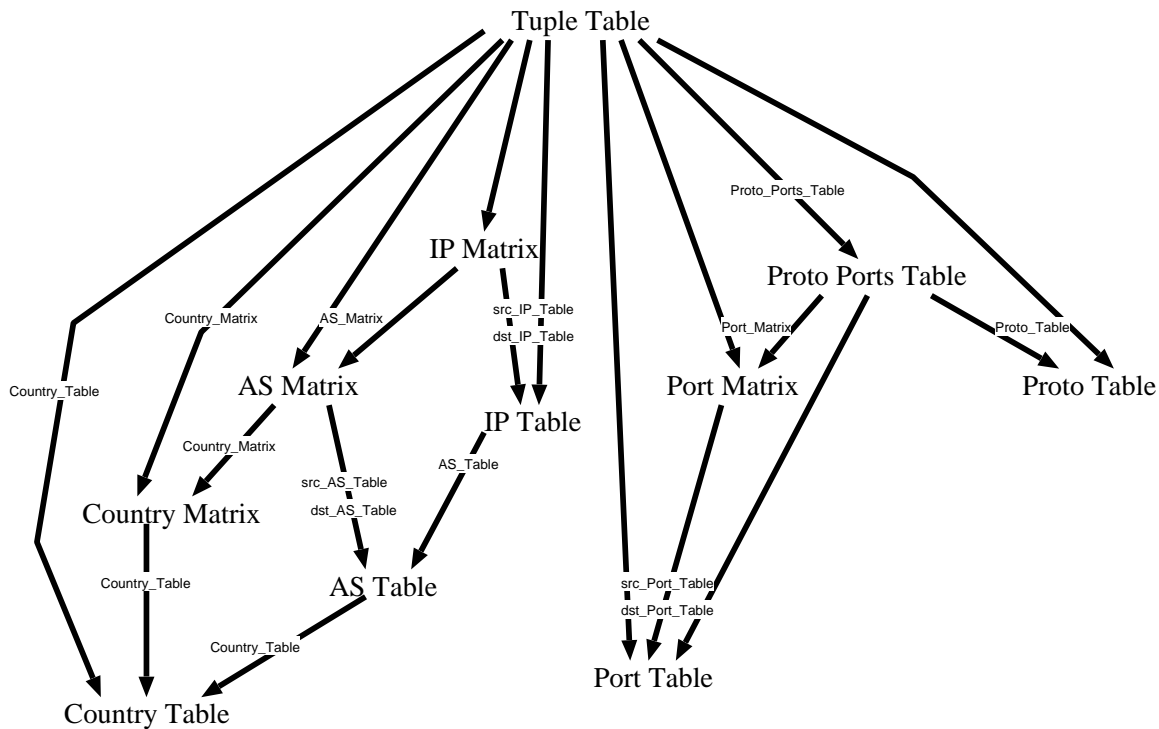 Tuple Table
Proto_Ports_Table
IP Matrix
Proto Ports Table
src_IP_Table
Country_Matrix
AS_Matrix
Port_Matrix
Proto_Table
dst_IP_Table
Country_Table
AS Matrix
Port Matrix
Proto Table
IP Table
Country_Matrix
AS_Table
src_AS_Table
dst_AS_Table
Country Matrix
Country_Table
src_Port_Table
AS Table
dst_Port_Table
Country_Table
Port Table
Country Table